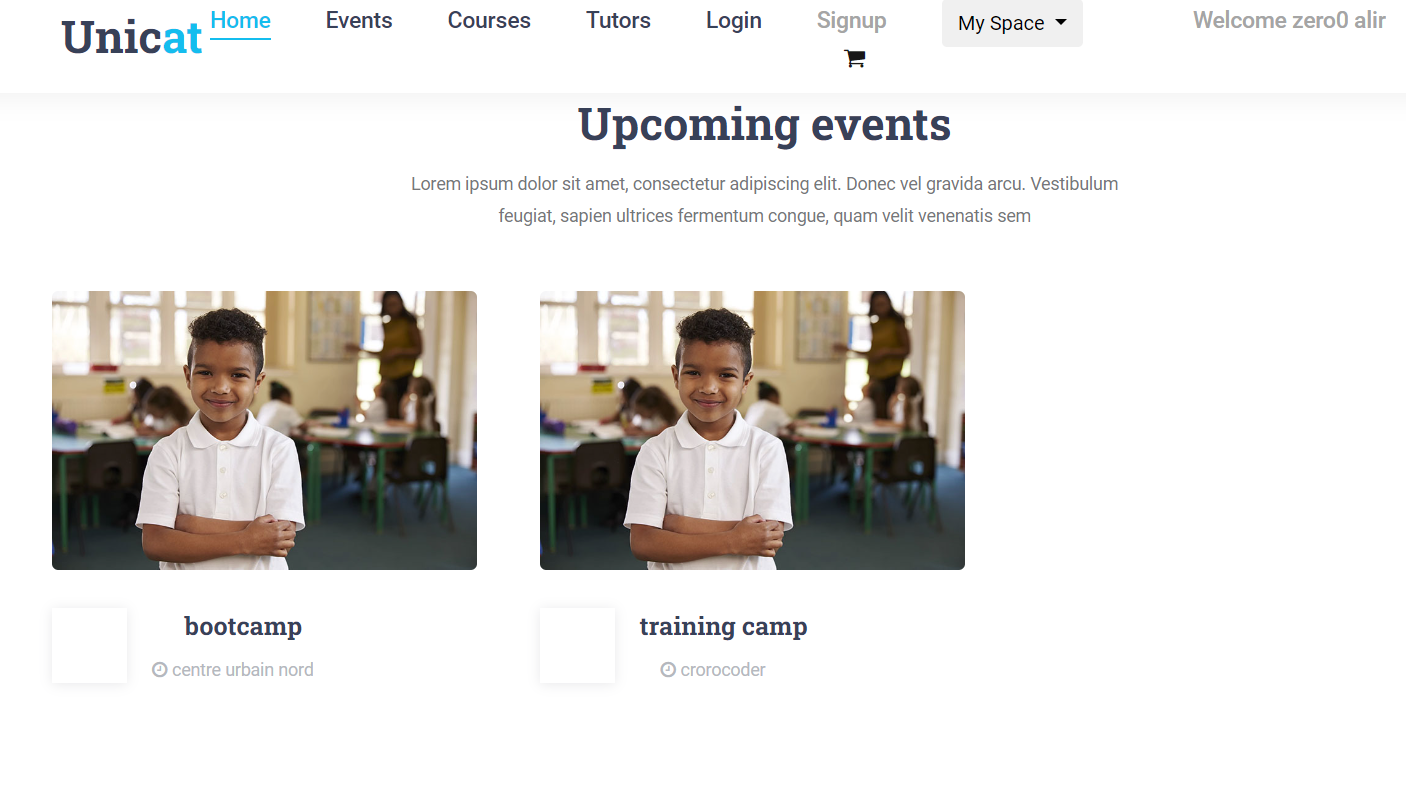 Unicat
Home Events Courses Tutors Login Signup My Space Welcome zero0 alir
Upcoming events
Lorem ipsum dolor sit amet, consectetur adipiscing elit. Donec vel gravida arcu. Vestibulum
feugiat, sapien ultrices fermentum congue, quam velit venenatis sem
bootcamp
centre urbain nord
training camp
crorocoder